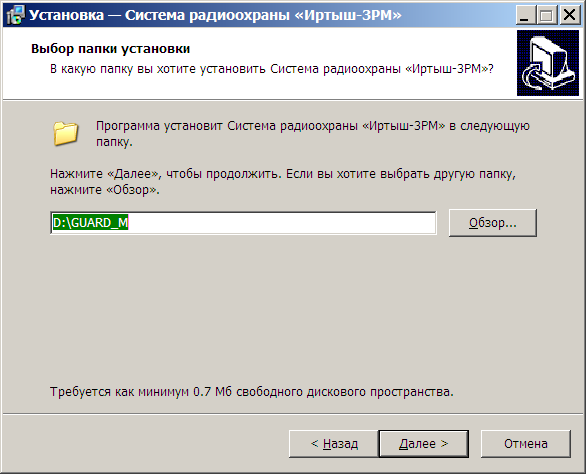 Установка — Система радиоохраны «Иртыш-3РМ»
Выбор папки установки
В какую папку вы хотите установить Система радиоохраны «Иртыш-3РМ»?
Программа установит Система радиоохраны «Иртыш-3РМ» в следующую
папку.
Нажмите «Далее», чтобы продолжить. Если вы хотите выбрать другую папку,
нажмите «Обзор».
D:\GUARD_M
Обзор...
Требуется как минимум 0.7 Мб свободного дискового пространства.
< Назад
Далее >
Отмена